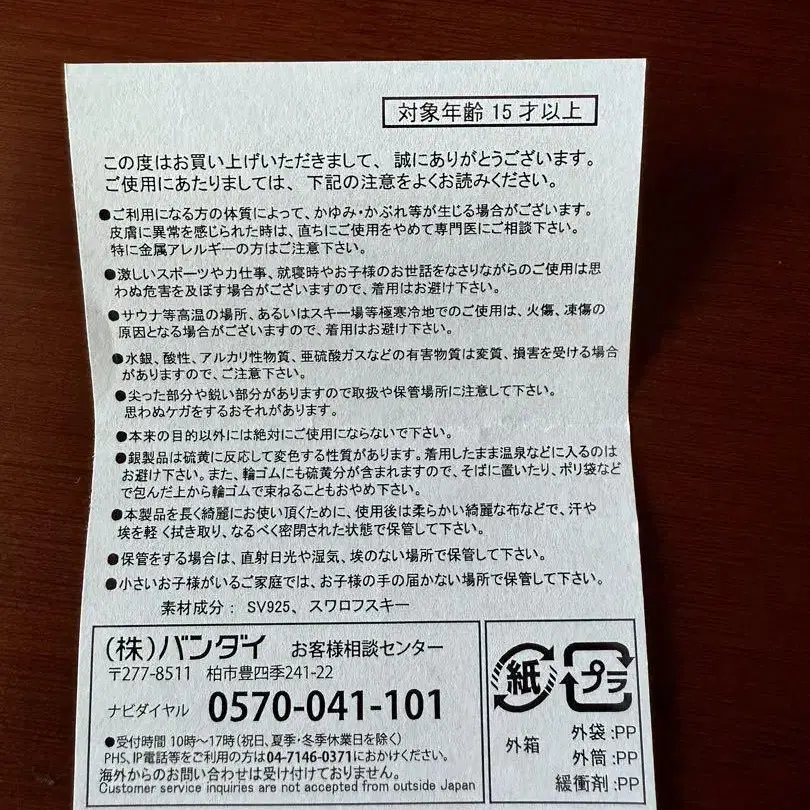 対象年齢 15 才以上
この度はお買い上げいただきまして、誠にありがとうございます。
ご使用にあたりましては、下記の注意をよくお読みください。
●ご利用になる方の体質によって、かゆみ・かぶれ等が生じる場合がございます。
皮膚に異常を感じられた時は、直ちにご使用をやめて専門医にご相談下さい。
特に金属アレルギーの方はご注意下さい。
●激しいスポーツや力仕事、就寝時やお子様のお世話をなさりながらのご使用は思
わぬ危害を及ぼす場合がございますので、着用はお避け下さい。
●サウナ等高温の場所、あるいはスキー場等極寒冷地でのご使用は、火傷、凍傷の
原因となる場合がございますので、着用はお避け下さい。
●水銀、酸性、アルカリ性物質、亜硫酸ガスなどの有害物質は変質、損害を受ける場合
がありますので、ご注意下さい。
●尖った部分や鋭い部分がありますので取扱や保管場所に注意して下さい。
思わぬケガをするおそれがあります。
●本来の目的以外には絶対にご使用にならないで下さい。
●銀製品は硫黄に反応して変色する性質があります。着用したまま温泉などに入るのは
お避け下さい。また、輪ゴムにも硫黄分が含まれますので、そばに置いたり、ポリ袋など
で包んだ上から輪ゴムで束ねることもおやめ下さい。
●本製品を長く綺麗にお使い頂くために、使用後は柔らかい綺麗な布などで、汗や
埃を軽く拭き取り、なるべく密閉された状態で保管して下さい。
●保管をする場合は、直射日光や湿気、埃のない場所で保管して下さい。
●小さいお子様がいるご家庭では、お子様の手の届かない場所で保管して下さい。
素材成分： SV925、スワロフスキー
(株)バンダイ お客様相談センター
〒277-8511 柏市豊四季241-22
ナビダイヤル 0570-041-101
●受付時間 10時～17時(祝日、夏季・冬季休業日を除く)
PHS、IP電話等をご利用の方は04-7146-0371におかけください。
海外からのお問い合わせは受け付けておりません。
Customer service inquiries are not accepted from outside Japan
紙
プラ
外箱
外袋:PP
外筒:PP
緩衝剤:PP